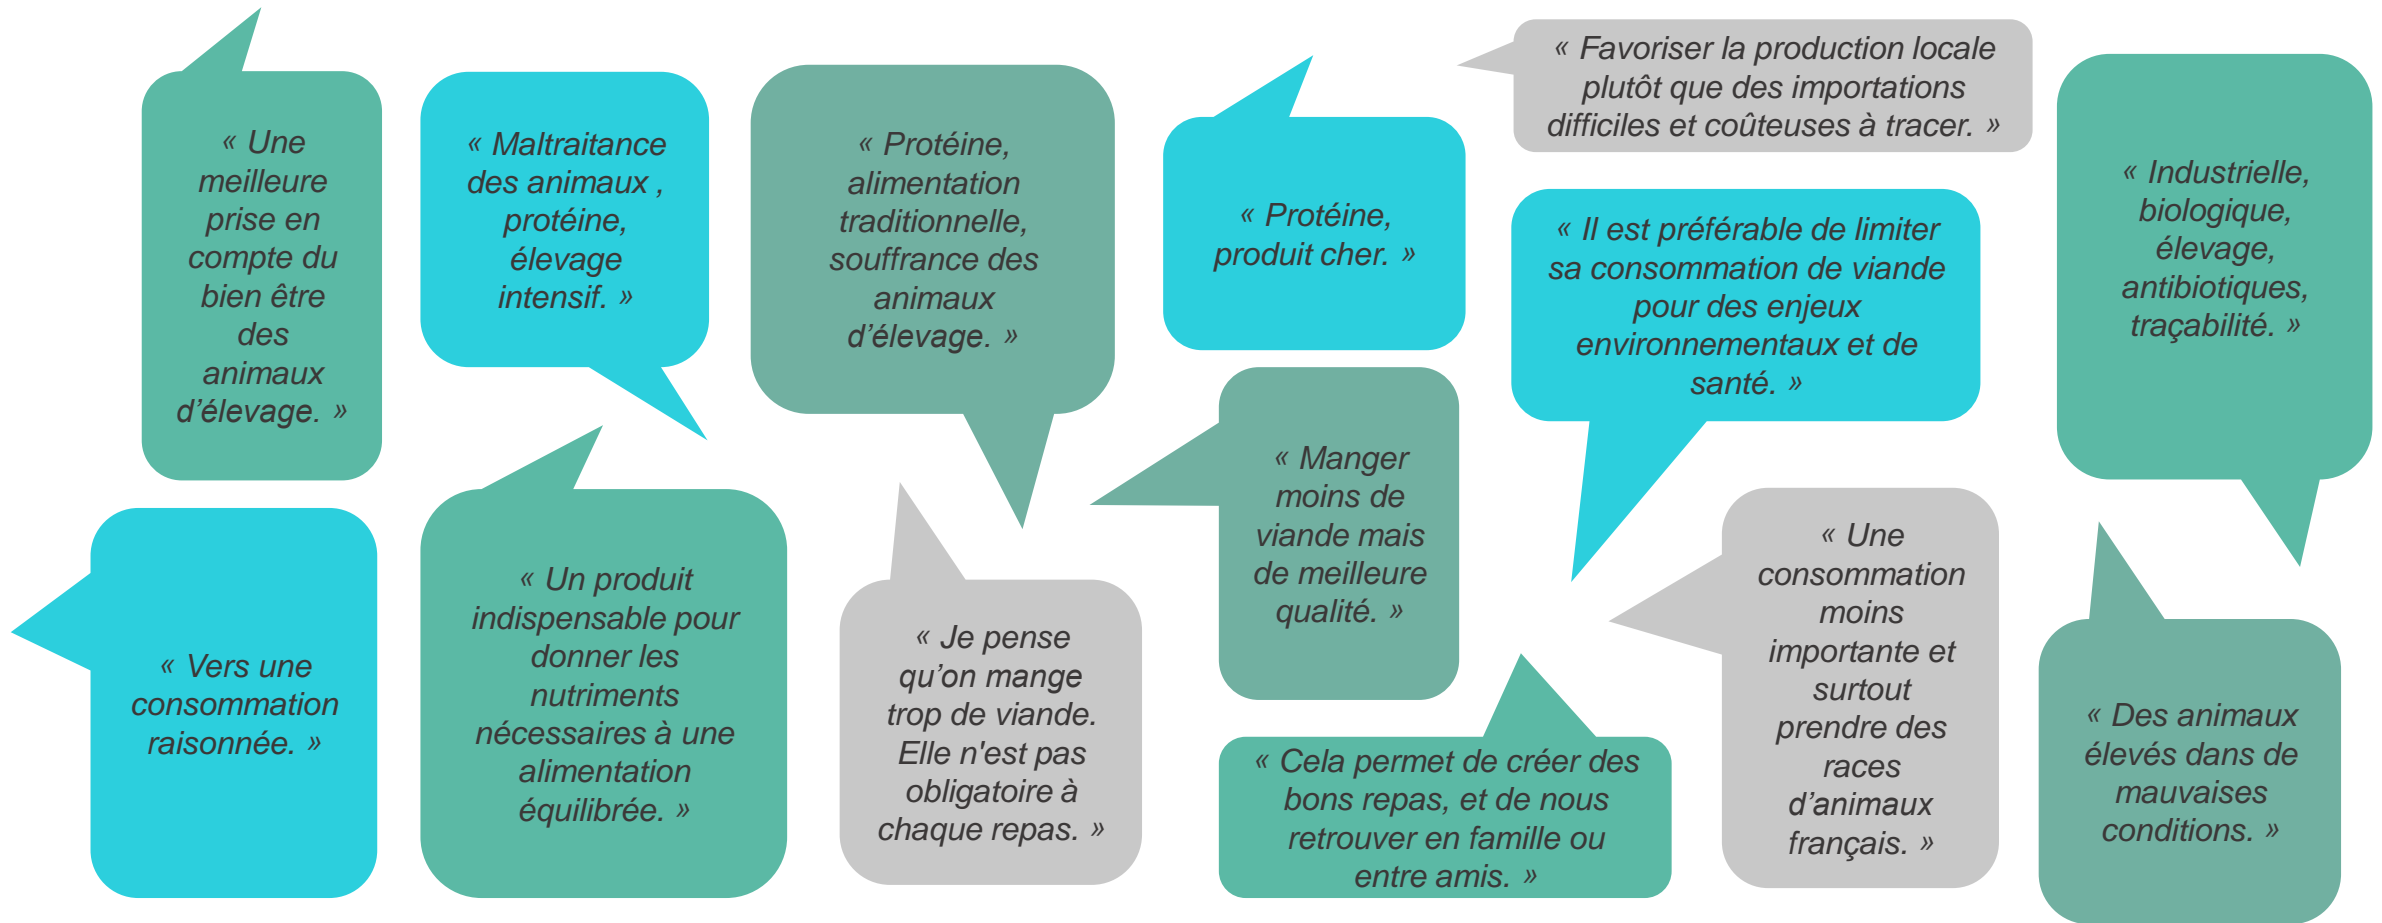 « Une
meilleure
prise en
compte du
bien être
des
animaux
d’élevage. »
« Maltraitance
des animaux ,
protéine,
élevage
intensif. »
« Protéine,
alimentation
traditionnelle,
souffrance des
animaux
d’élevage. »
« Protéine,
produit cher. »
« Favoriser la production locale
plutôt que des importations
difficiles et coûteuses à tracer. »
« Il est préférable de limiter
sa consommation de viande
pour des enjeux
environnementaux et de
santé. »
« Industrielle,
biologique,
élevage,
antibiotiques,
traçabilité. »
« Vers une
consommation
raisonnée. »
« Un produit
indispensable pour
donner les
nutriments
nécessaires à une
alimentation
équilibrée. »
« Je pense
qu’on mange
trop de viande.
Elle n'est pas
obligatoire à
chaque repas. »
« Manger
moins de
viande mais
de meilleure
qualité. »
« Cela permet de créer des
bons repas, et de nous
retrouver en famille ou
entre amis. »
« Une
consommation
moins
importante et
surtout
prendre des
races
d’animaux
français. »
« Des animaux
élevés dans de
mauvaises
conditions. »